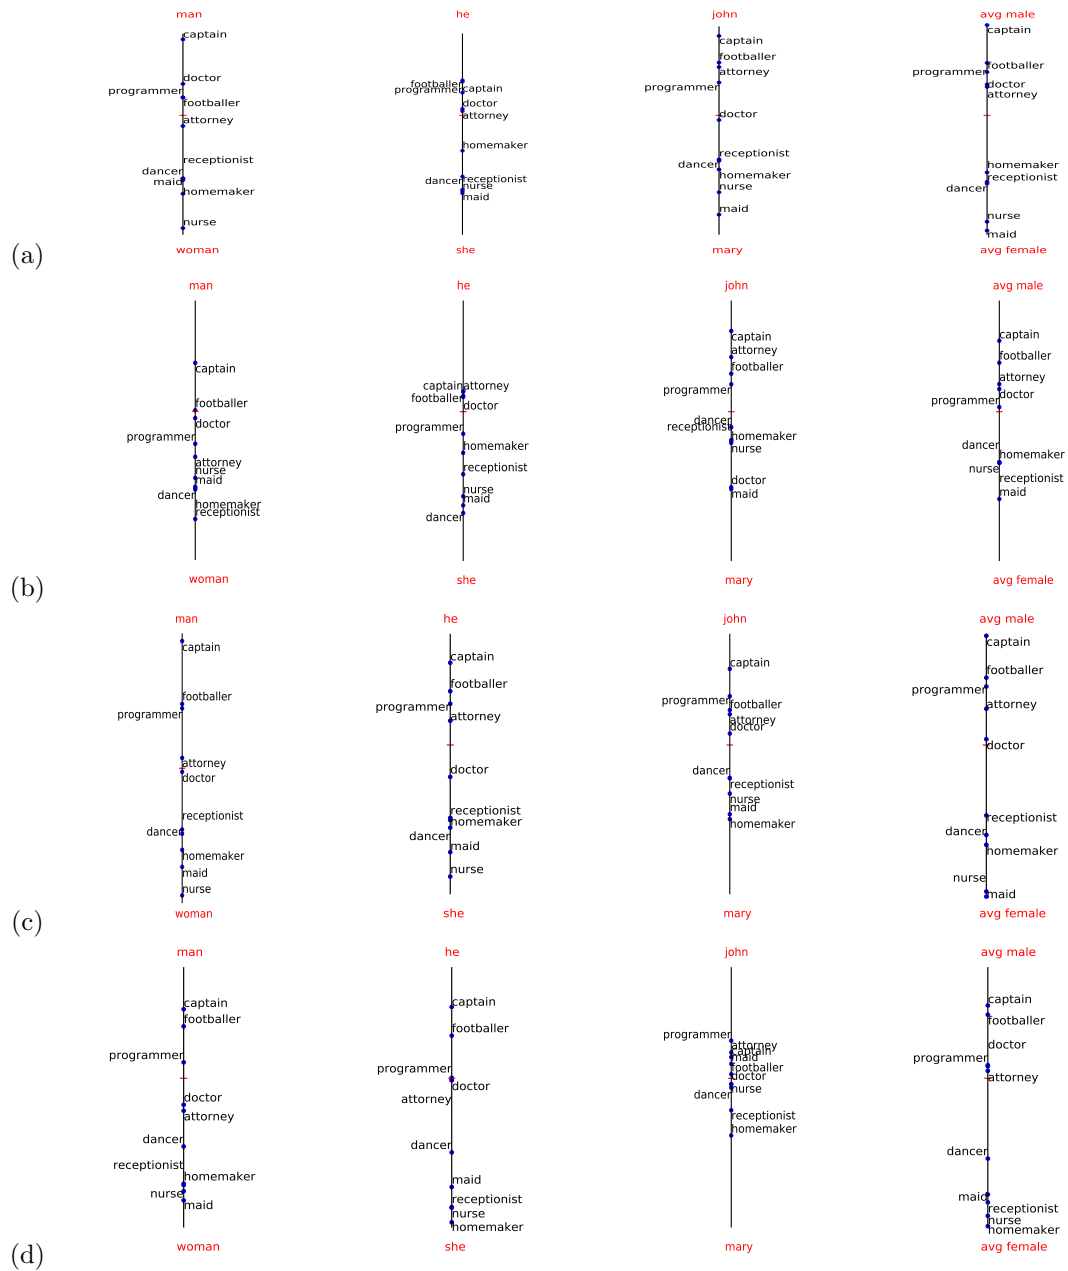 man
captain
doctor
programmer
footballer
attorney
receptionist
dancer
maid
homemaker
nurse
woman
he
footballer
programmer
captain
doctor
attorney
homemaker
dancer
receptionist
nurse
maid
she
john
captain
footballer
attorney
programmer
doctor
receptionist
dancer
homemaker
nurse
maid
mary
avg male
captain
footballer
programmer
doctor
attorney
homemaker
receptionist
dancer
nurse
maid
avg female
(a)
man
captain
footballer
doctor
programmer
attorney
nurse
maid
dancer
homemaker
receptionist
woman
he
captain
attorney
footballer
doctor
programmer
homemaker
receptionist
nurse
maid
dancer
she
john
captain
attorney
footballer
programmer
dancer
receptionist
homemaker
nurse
doctor
maid
mary
avg male
captain
footballer
attorney
doctor
programmer
dancer
homemaker
nurse
receptionist
maid
avg female
(b)
man
captain
footballer
programmer
attorney
doctor
receptionist
dancer
homemaker
maid
nurse
woman
he
captain
footballer
programmer
attorney
doctor
receptionist
homemaker
dancer
maid
nurse
she
john
captain
programmer
footballer
attorney
doctor
dancer
receptionist
nurse
maid
homemaker
mary
avg male
captain
footballer
programmer
attorney
doctor
receptionist
dancer
homemaker
nurse
maid
avg female
(c)
man
captain
footballer
programmer
doctor
attorney
dancer
receptionist
homemaker
nurse
maid
woman
he
captain
footballer
programmer
doctor
attorney
dancer
maid
receptionist
nurse
homemaker
she
john
programmer
attorney
captain
maid
footballer
doctor
nurse
dancer
receptionist
homemaker
mary
avg male
captain
footballer
doctor
programmer
attorney
dancer
maid
receptionist
nurse
homemaker
avg female
(d)